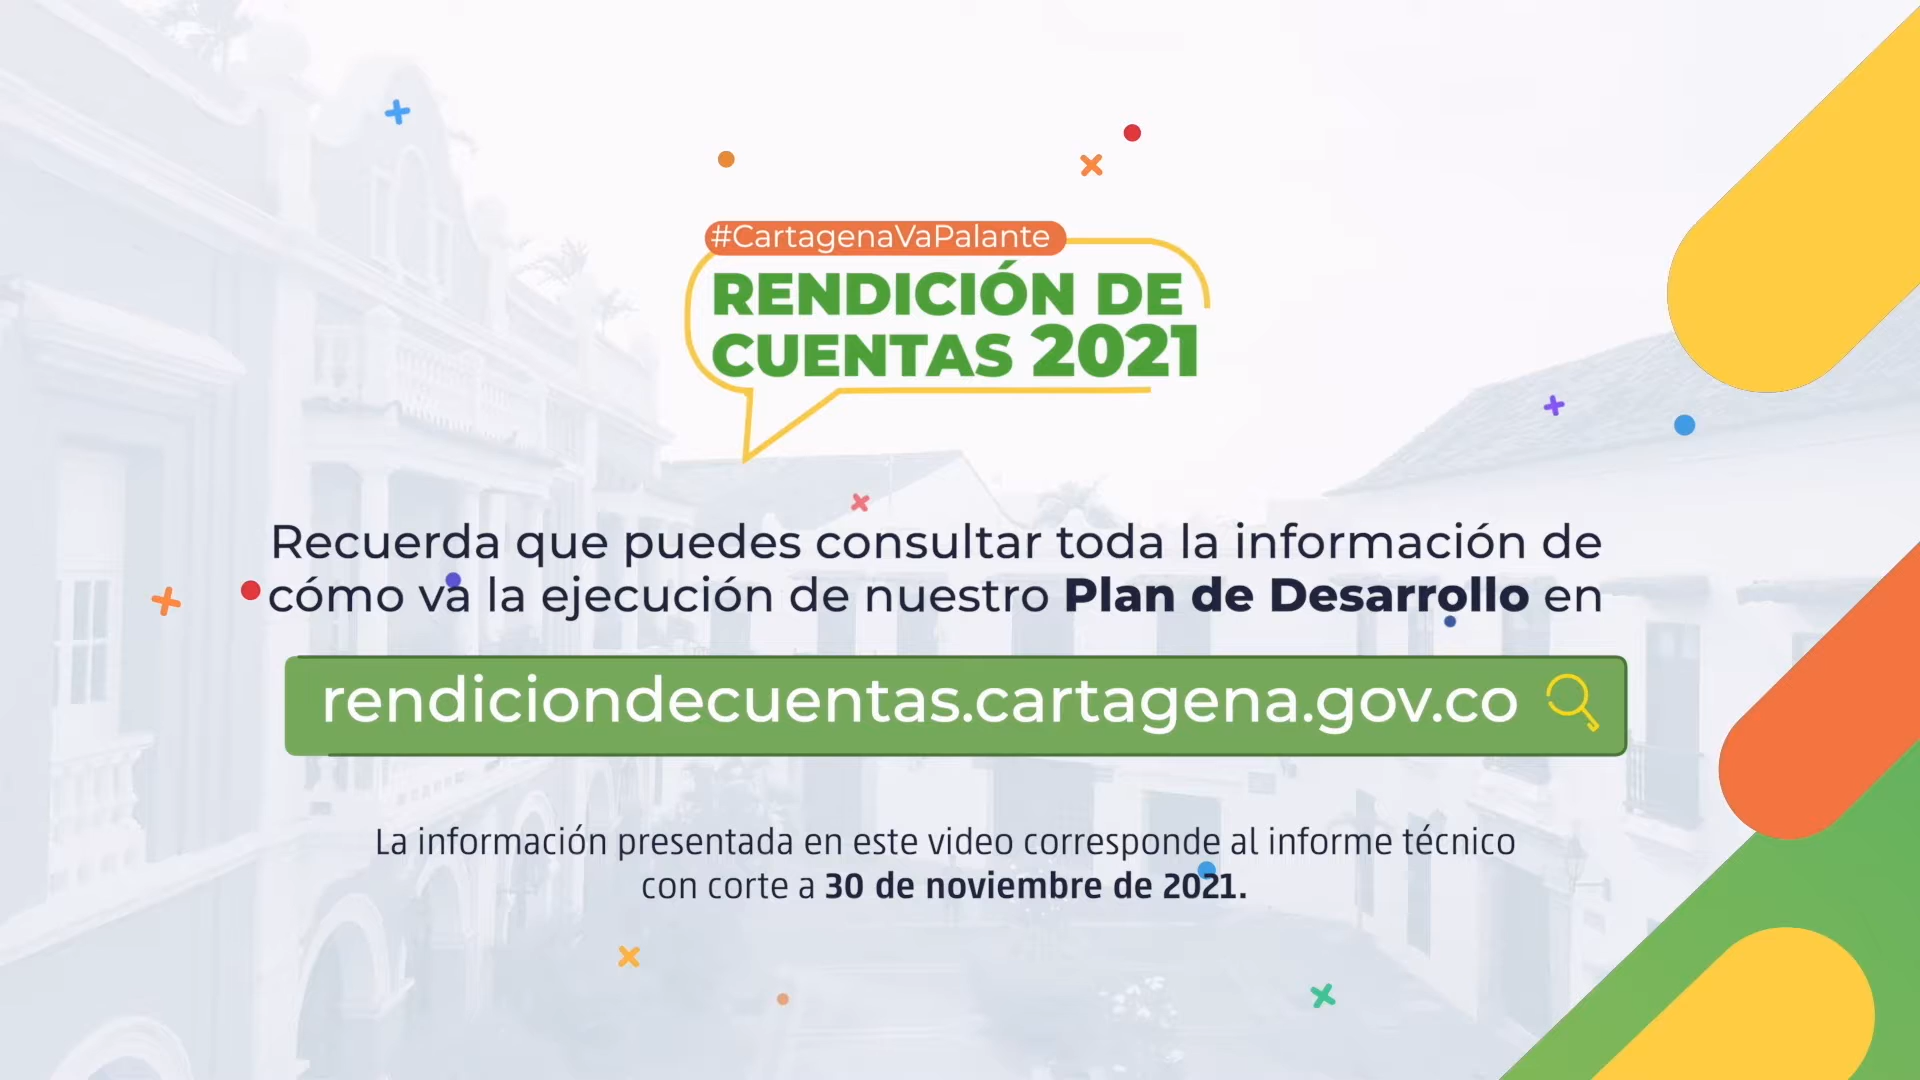 #CartagenaVaPalante
RENDICIÓN DE
CUENTAS 2021
Recuerda que puedes consultar toda la información de
cómo va la ejecución de nuestro Plan de Desarrollo en
rendiciondecuentas.cartagena.gov.co
La información presentada en este video corresponde al informe técnico
con corte a 30 de noviembre de 2021.